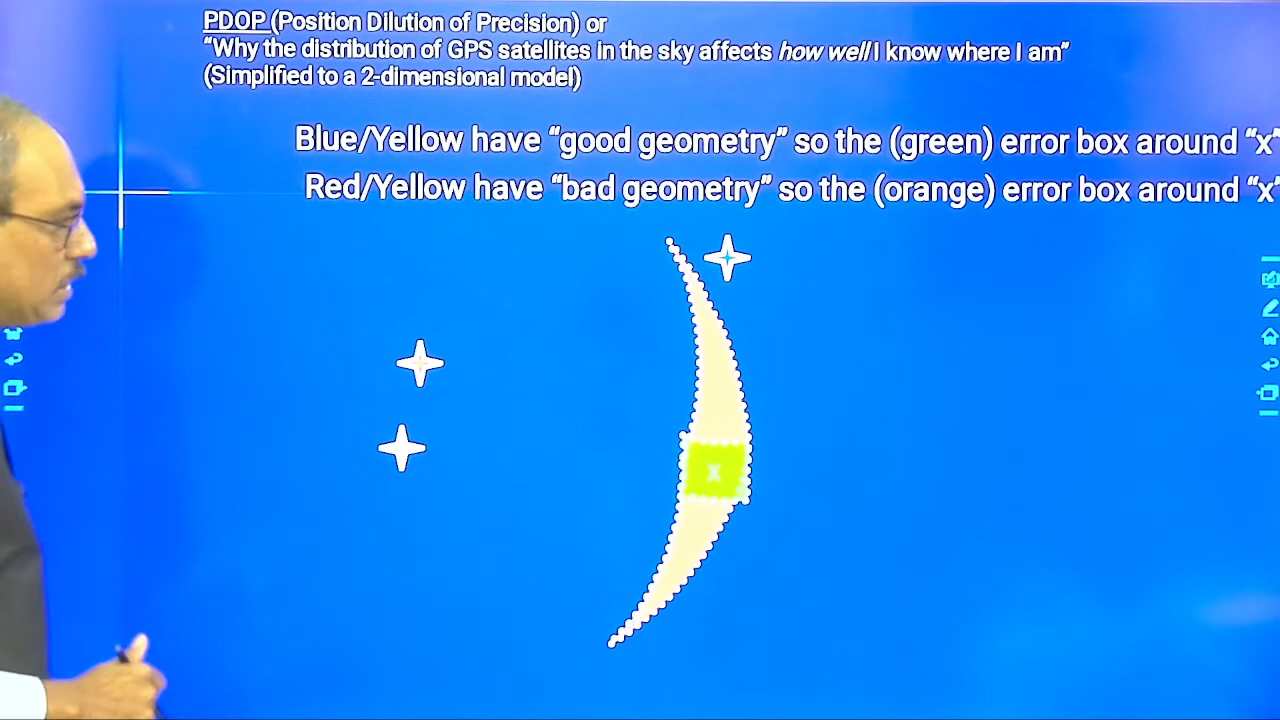 PDOP (Position Dilution of Precision) or
“Why the distribution of GPS satellites in the sky affects how well I know where I am”
(Simplified to a 2-dimensional model)
Blue/Yellow have “good geometry” so the (green) error box around “x”
Red/Yellow have “bad geometry” so the (orange) error box around “x”
x